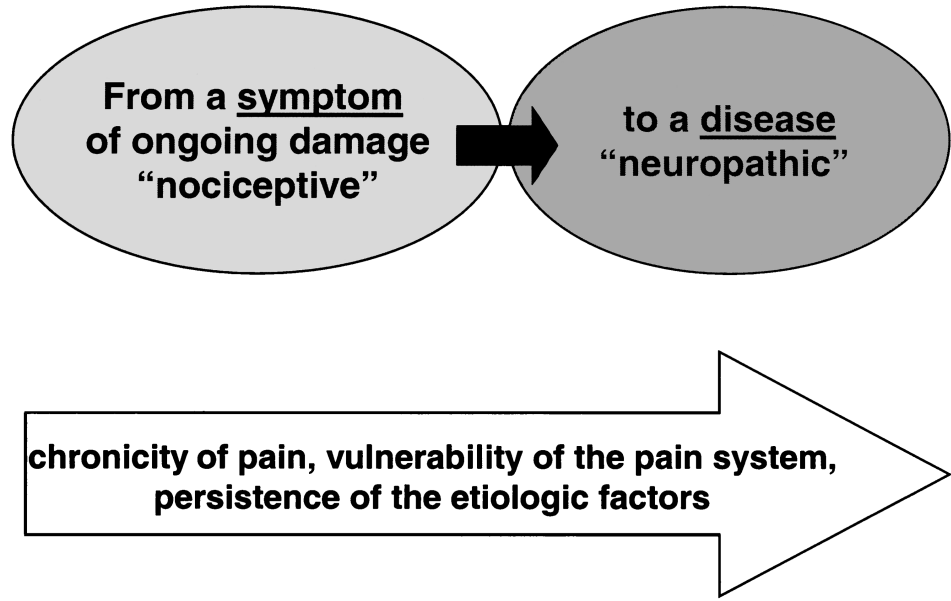 From a symptom
of ongoing damage
“nociceptive”
to a disease
“neuropathic”
chronicity of pain, vulnerability of the pain system,
persistence of the etiologic factors